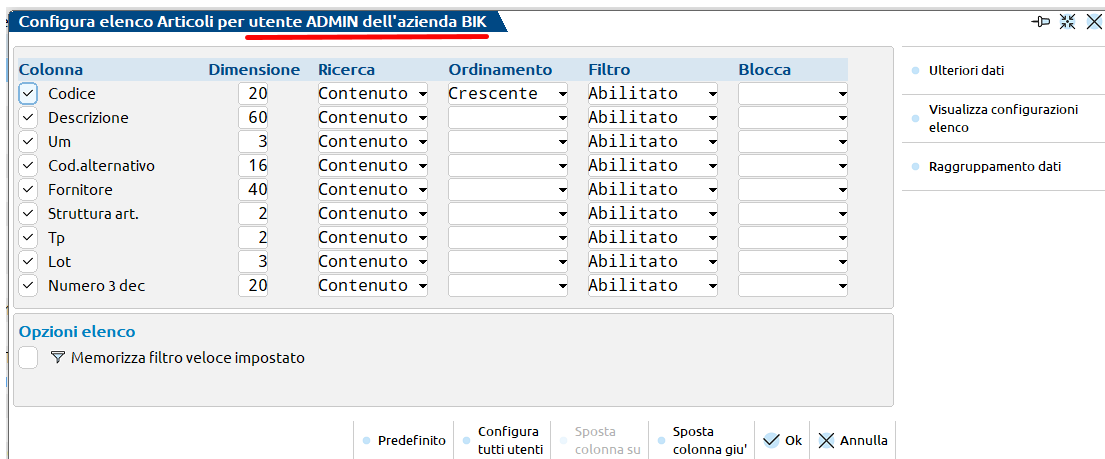 Configura elenco Articoli per utente ADMIN dell'azienda BIK
Colonna Dimensione Ricerca Ordinamento Filtro Blocca
Codice 20 Contenuto Crescente Abilitato
Descrizione 60 Contenuto Abilitato
Um 3 Contenuto Abilitato
Cod.alternativo 16 Contenuto Abilitato
Fornitore 40 Contenuto Abilitato
Struttura art. 2 Contenuto Abilitato
Tp 2 Contenuto Abilitato
Lot 3 Contenuto Abilitato
Numero 3 dec 20 Contenuto Abilitato
Opzioni elenco
Memorizza filtro veloce impostato
Ulteriori dati
Visualizza configurazioni
elenco
Raggruppamento dati
Predefinito
Configura
tutti utenti
Sposta
colonna su
Sposta
colonna giu'
Ok
Annulla